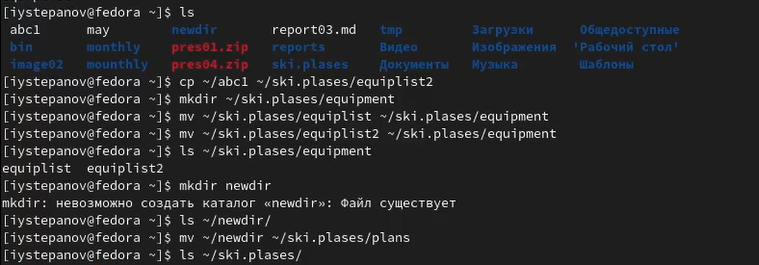 [iystepanov@fedora ~]$ ls
abc1 may newdir report03.md tmp Загрузки Общедоступные
bin monthly pres01.zip reports Видео Изображения 'Рабочий стол'
image02 mounthly pres04.zip ski.plases Документы Музыка Шаблоны
[iystepanov@fedora ~]$ cp ~/abc1 ~/ski.plases/equiplist2
[iystepanov@fedora ~]$ mkdir ~/ski.plases/equipment
[iystepanov@fedora ~]$ mv ~/ski.plases/equiplist ~/ski.plases/equipment
[iystepanov@fedora ~]$ mv ~/ski.plases/equiplist2 ~/ski.plases/equipment
[iystepanov@fedora ~]$ ls ~/ski.plases/equipment
equiplist equiplist2
[iystepanov@fedora ~]$ mkdir newdir
mkdir: невозможно создать каталог «newdir»: Файл существует
[iystepanov@fedora ~]$ ls ~/newdir/
[iystepanov@fedora ~]$ mv ~/newdir ~/ski.plases/plans
[iystepanov@fedora ~]$ ls ~/ski.plases/